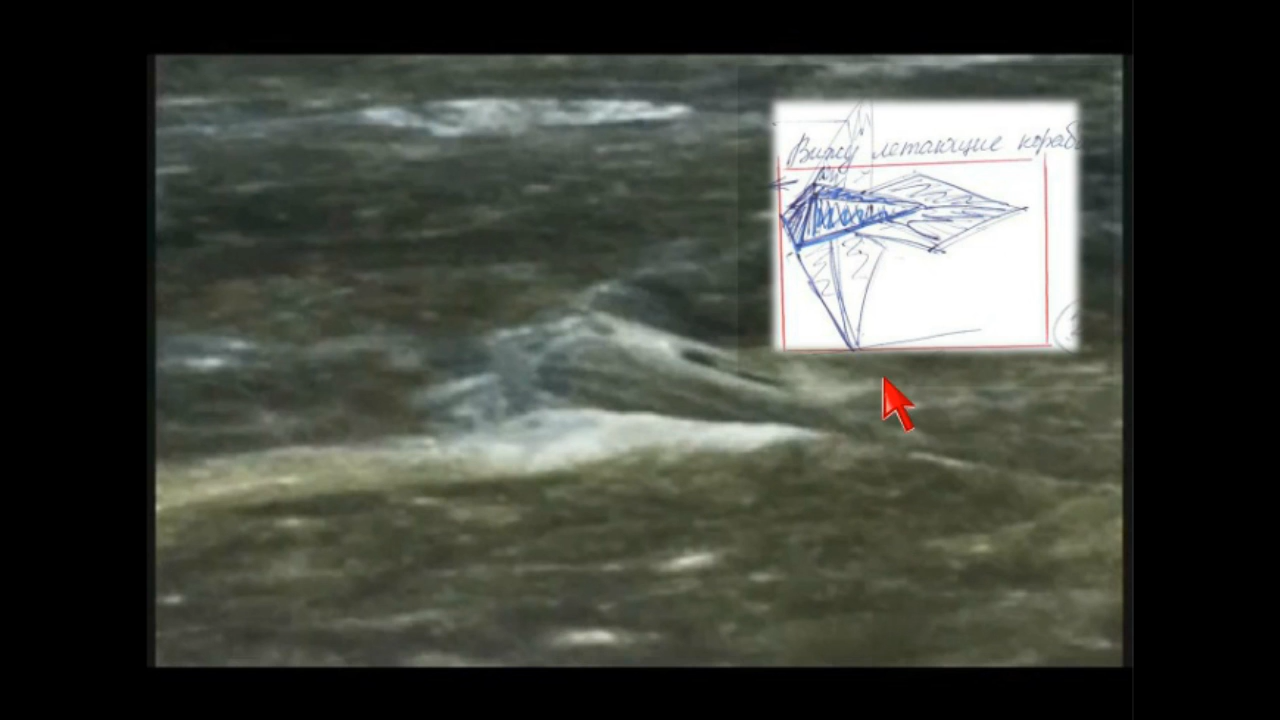 Вижу летающие кораб